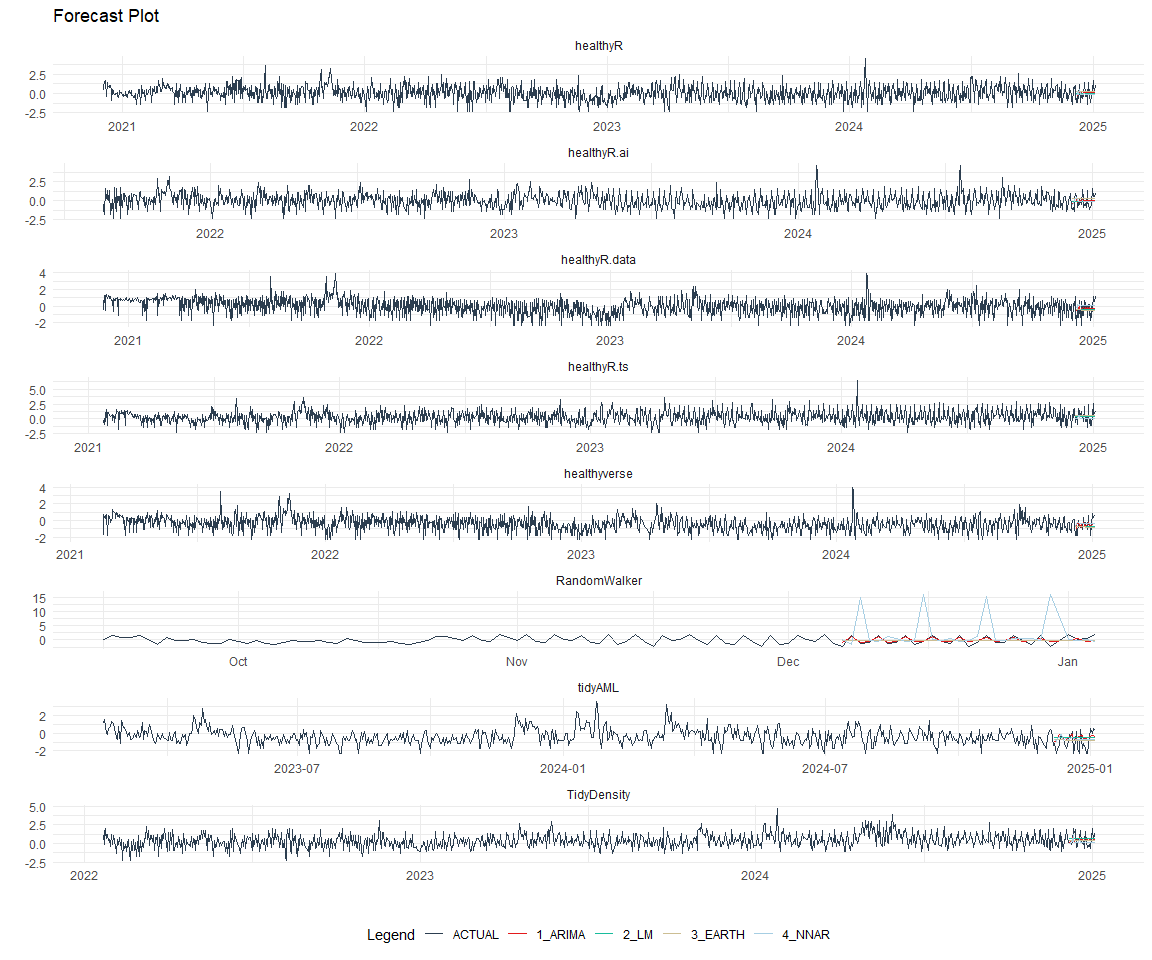 Forecast Plot
healthyR
2.5
0.0
-2.5
2021 2022 2023 2024 2025
healthyR.ai
2.5
0.0
-2.5
2022 2023 2024 2025
healthyR.data
4
2
0
-2
2021 2022 2023 2024 2025
healthyR.ts
5.0
2.5
0.0
-2.5
2021 2022 2023 2024 2025
healthyverse
4
2
0
-2
2021 2022 2023 2024 2025
RandomWalker
15
10
5
0
Oct Nov Dec Jan
tidyAML
2
0
-2
2023-07 2024-01 2024-07 2025-01
TidyDensity
5.0
2.5
0.0
-2.5
2022 2023 2024 2025
Legend ACTUAL 1_ARIMA 2_LM 3_EARTH 4_NNAR